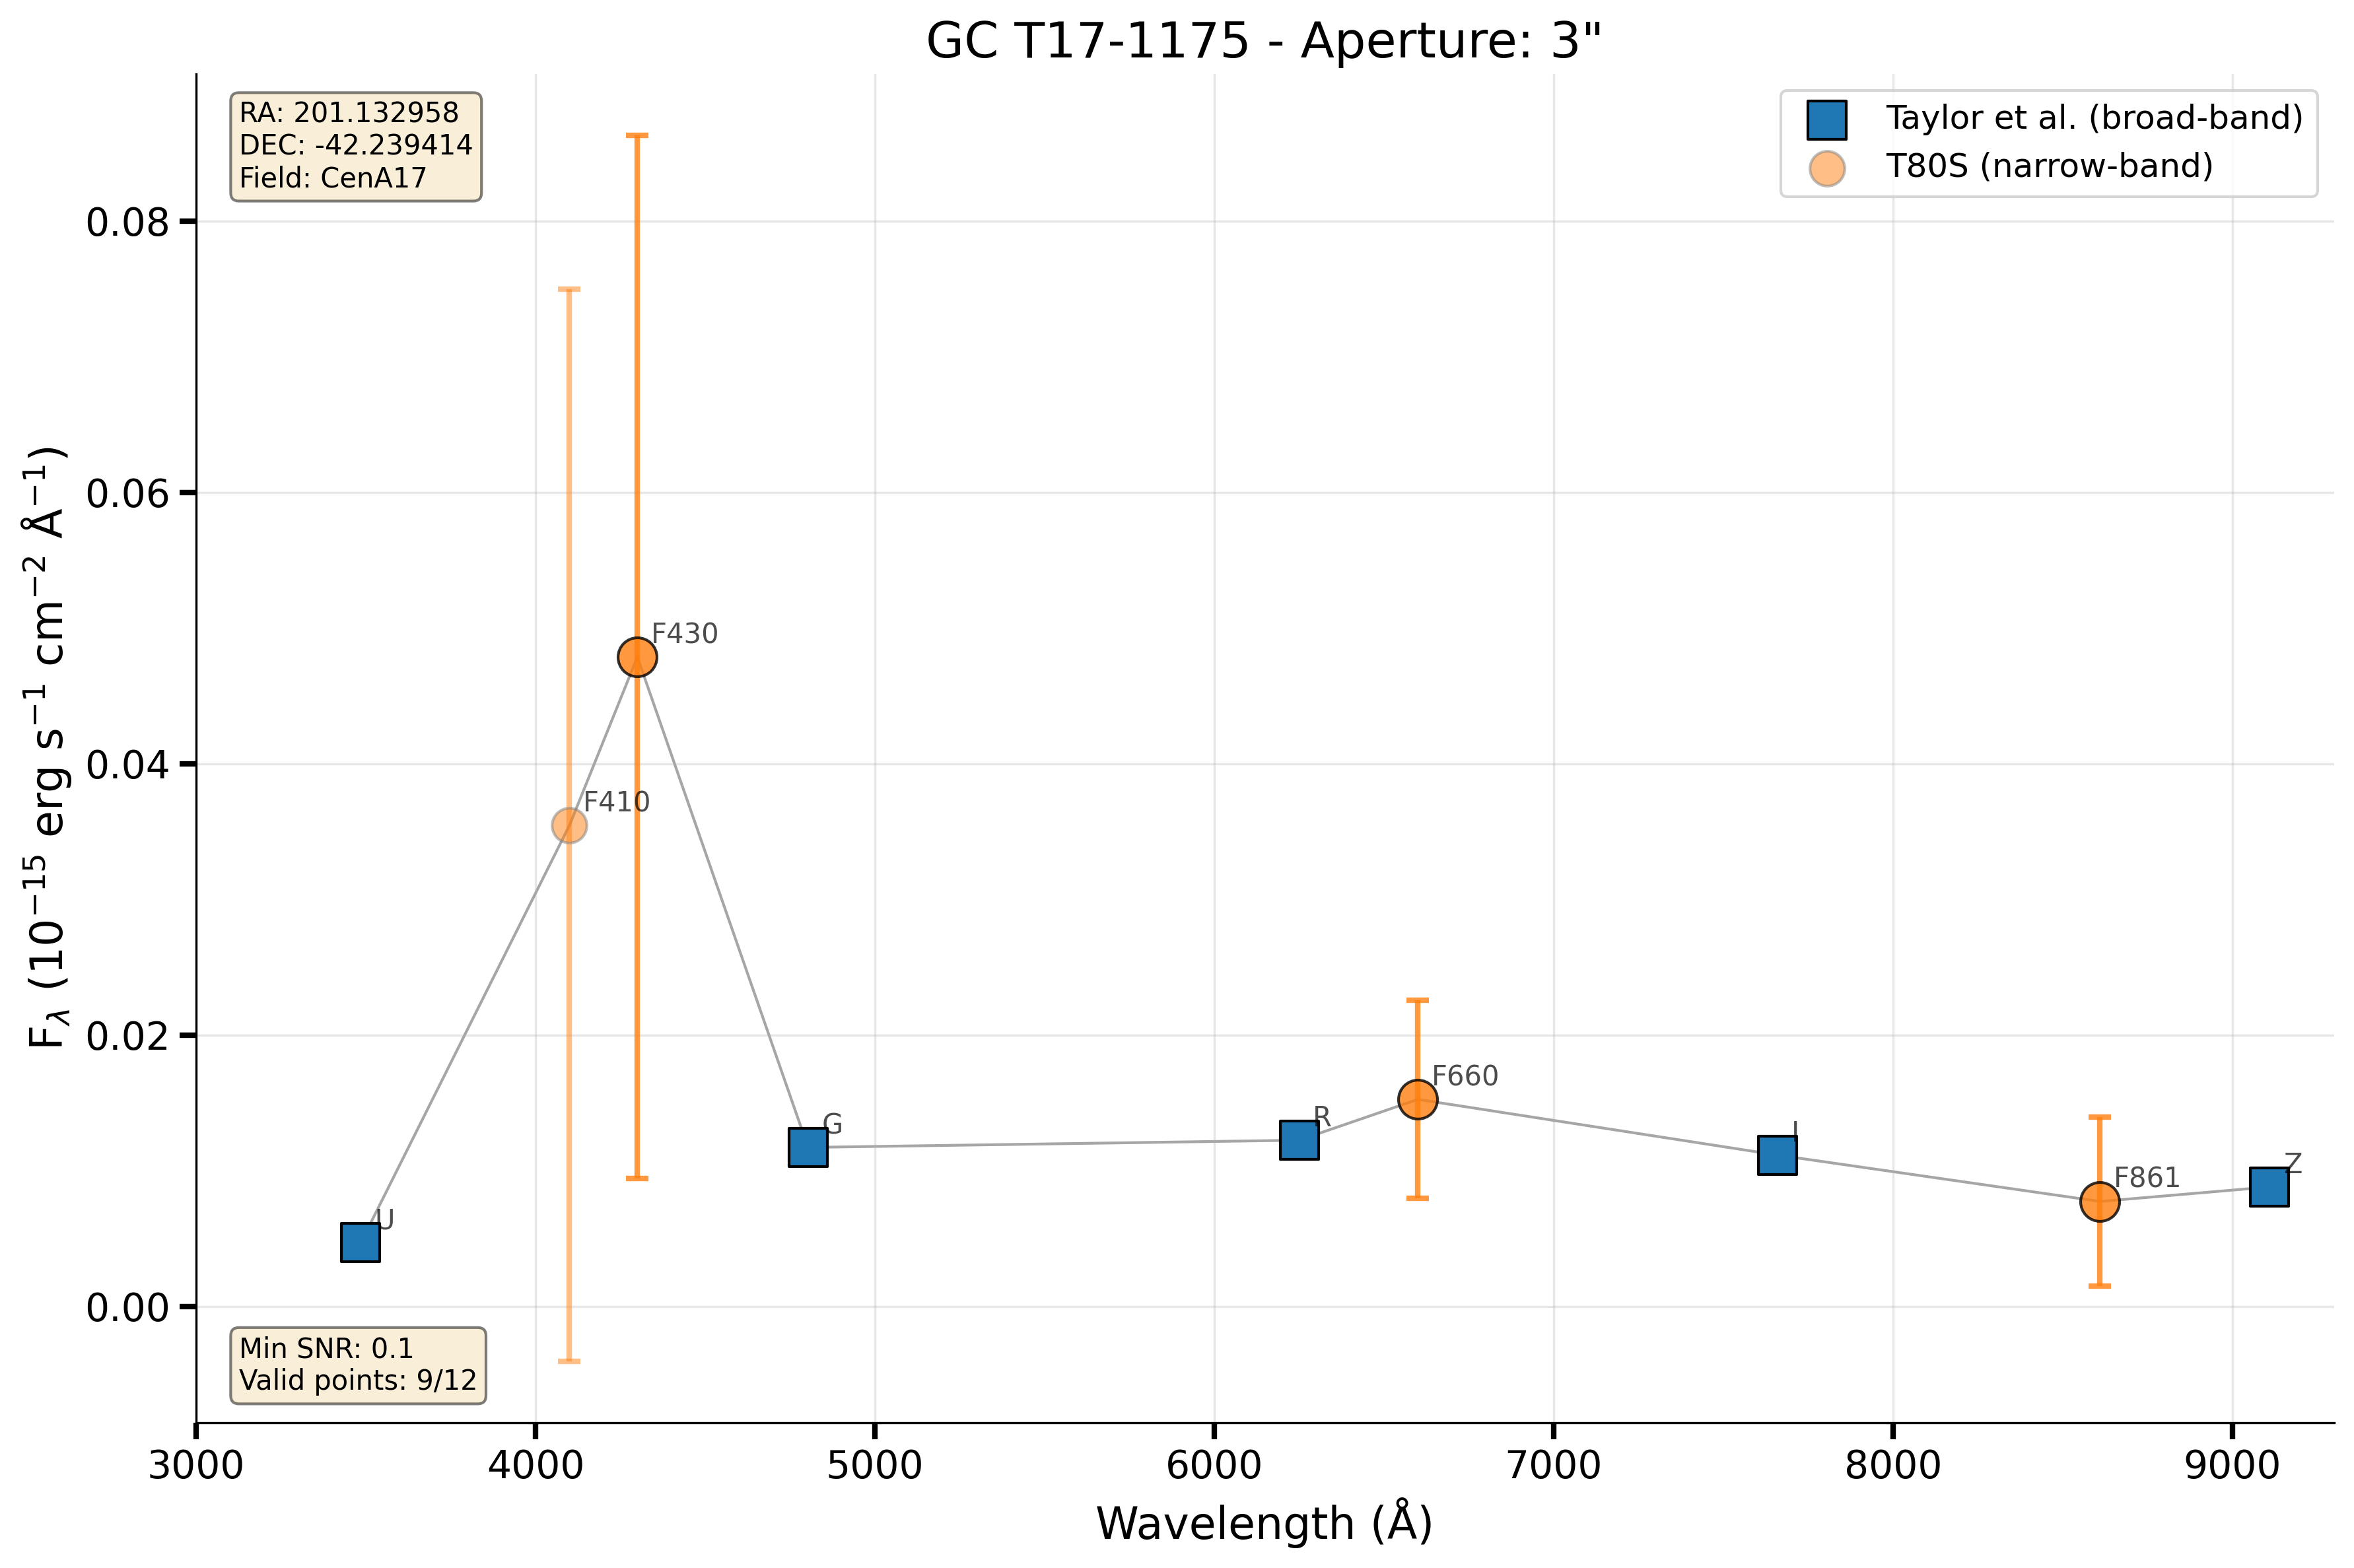 GC T17-1175 - Aperture: 3"
RA: 201.132958
DEC: -42.239414
Field: CenA17
Taylor et al. (broad-band)
T80S (narrow-band)
0.08
0.06
0.04
0.02
0.00
F_λ (10⁻¹⁵ erg s⁻¹ cm⁻² Å⁻¹)
F430
F410
F660
G
R
I
F861
Z
U
Min SNR: 0.1
Valid points: 9/12
3000 4000 5000 6000 7000 8000 9000
Wavelength (Å)